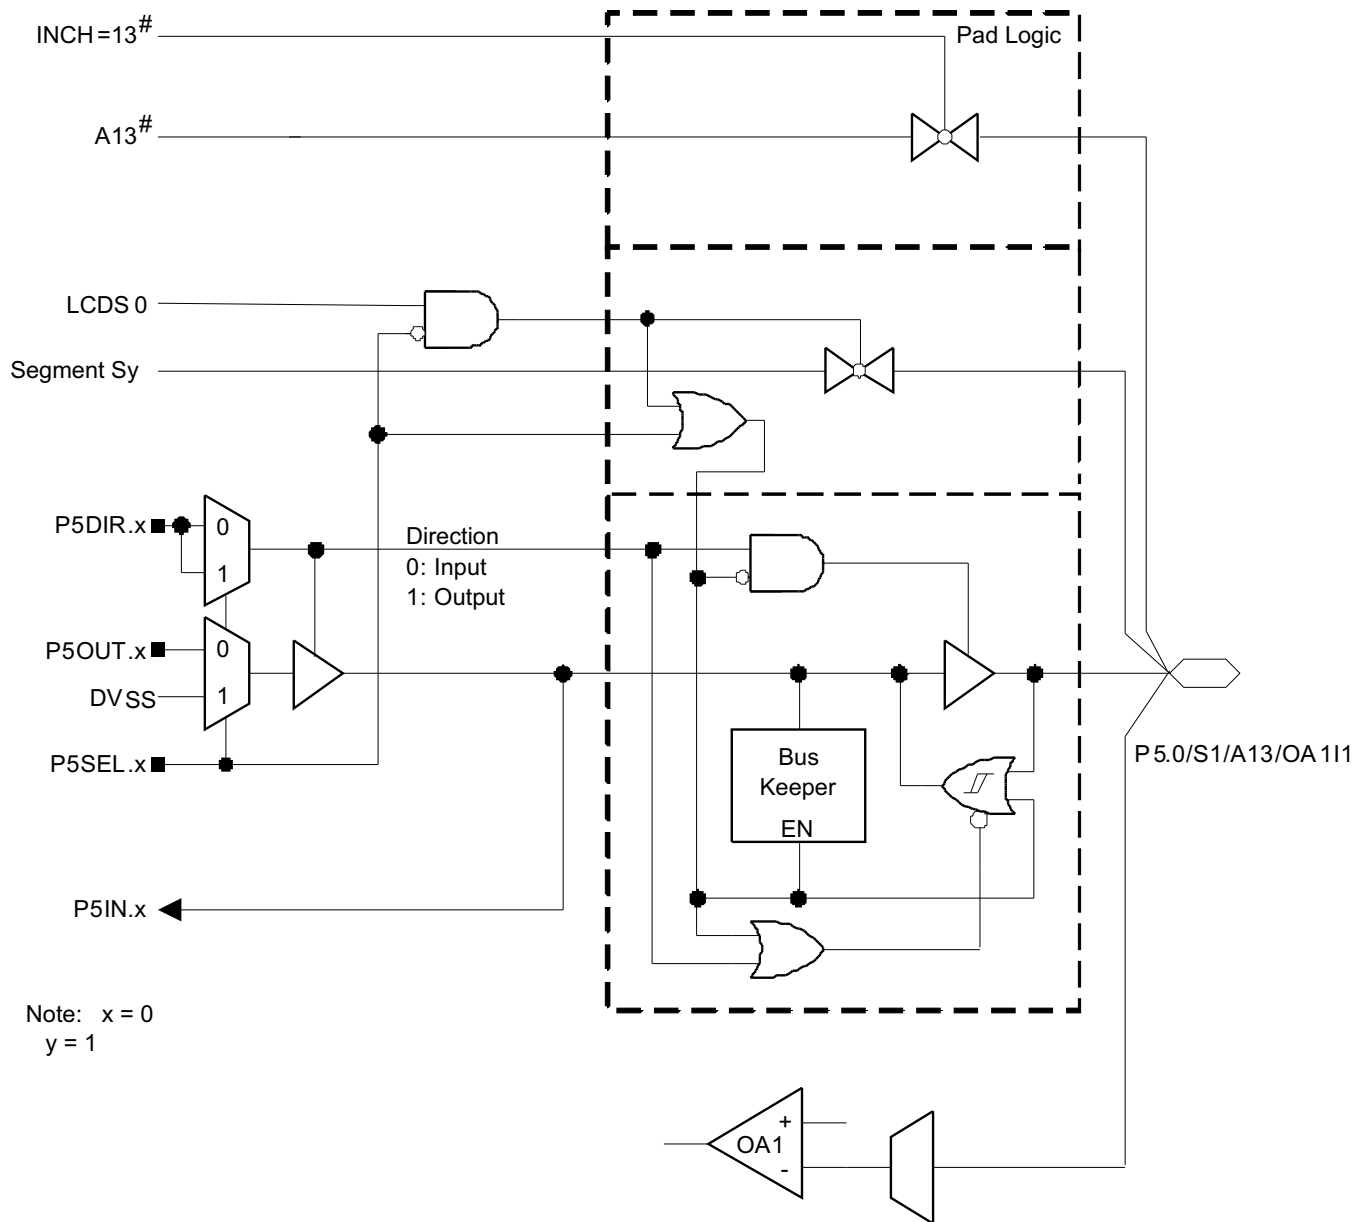 INCH=13#
Pad Logic
A13#
LCDS0
Segment Sy
P5DIR.x
0
1
Direction
0: Input
1: Output
P5OUT.x
0
DVSS
1
P5SEL.x
Bus
Keeper
EN
P5.0/S1/A13/OA1I1
P5IN.x
Note: x = 0
y = 1
+
OA1
-